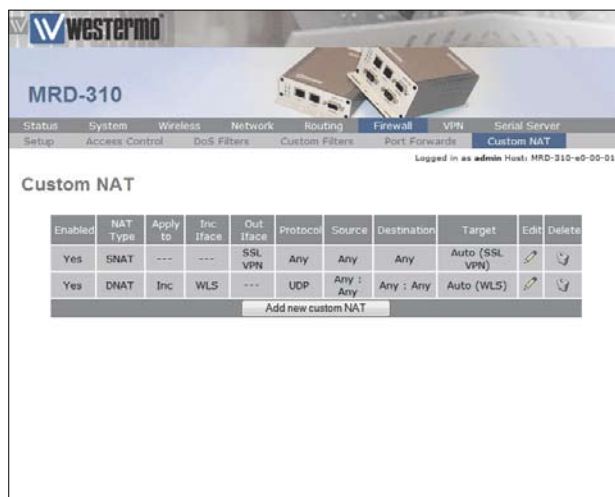 westermo
MRD-310
Status System Wireless Network Routing Firewall VPN Serial Server
Setup Access Control DoS Filters Custom Filters Port Forwards Custom NAT
Logged in as admin Host: MRD-310-e0-00-01
Custom NAT
Enabled NAT Type Apply to Inc Iface Out Iface Protocol Source Destination Target Edit Delete
Yes SNAT --- --- SSL VPN Any Any Any Auto (SSL VPN)
Yes DNAT Inc WLS --- UDP Any : Any Any : Any Auto (WLS)
Add new custom NAT